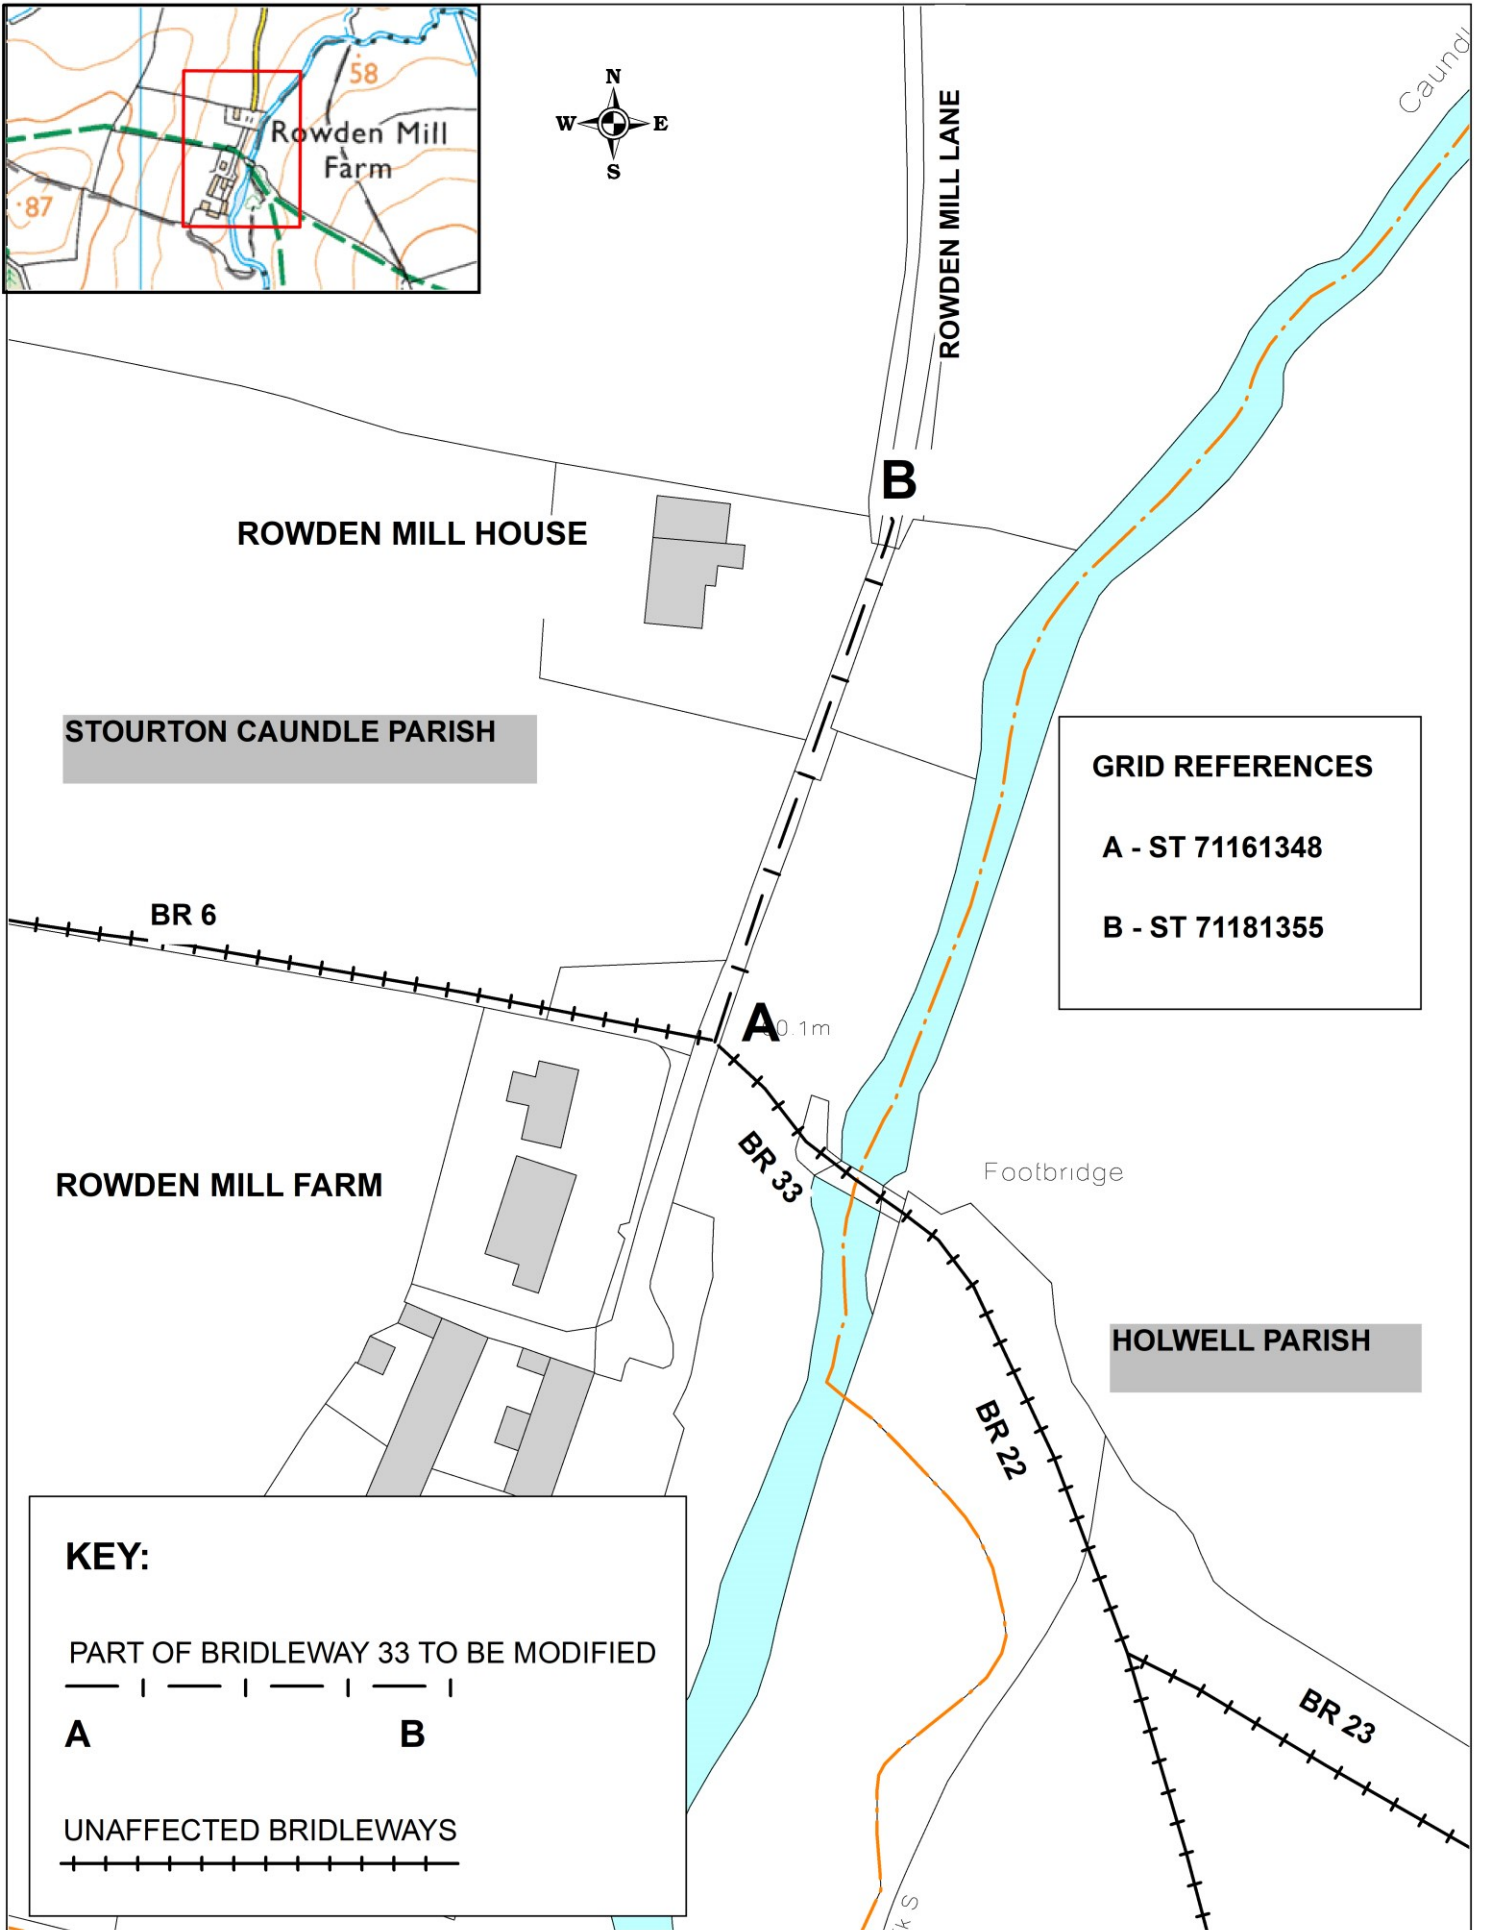 58
Rowden Mill
Farm
87
N
W E
S
ROWDEN MILL LANE
Caundl
B
ROWDEN MILL HOUSE
STOURTON CAUNDLE PARISH
GRID REFERENCES
A - ST 71161348
B - ST 71181355
BR 6
A
0.1m
BR 33
Footbridge
ROWDEN MILL FARM
HOLWELL PARISH
BR 22
BR 23
KEY:
PART OF BRIDLEWAY 33 TO BE MODIFIED
A B
UNAFFECTED BRIDLEWAYS
k S